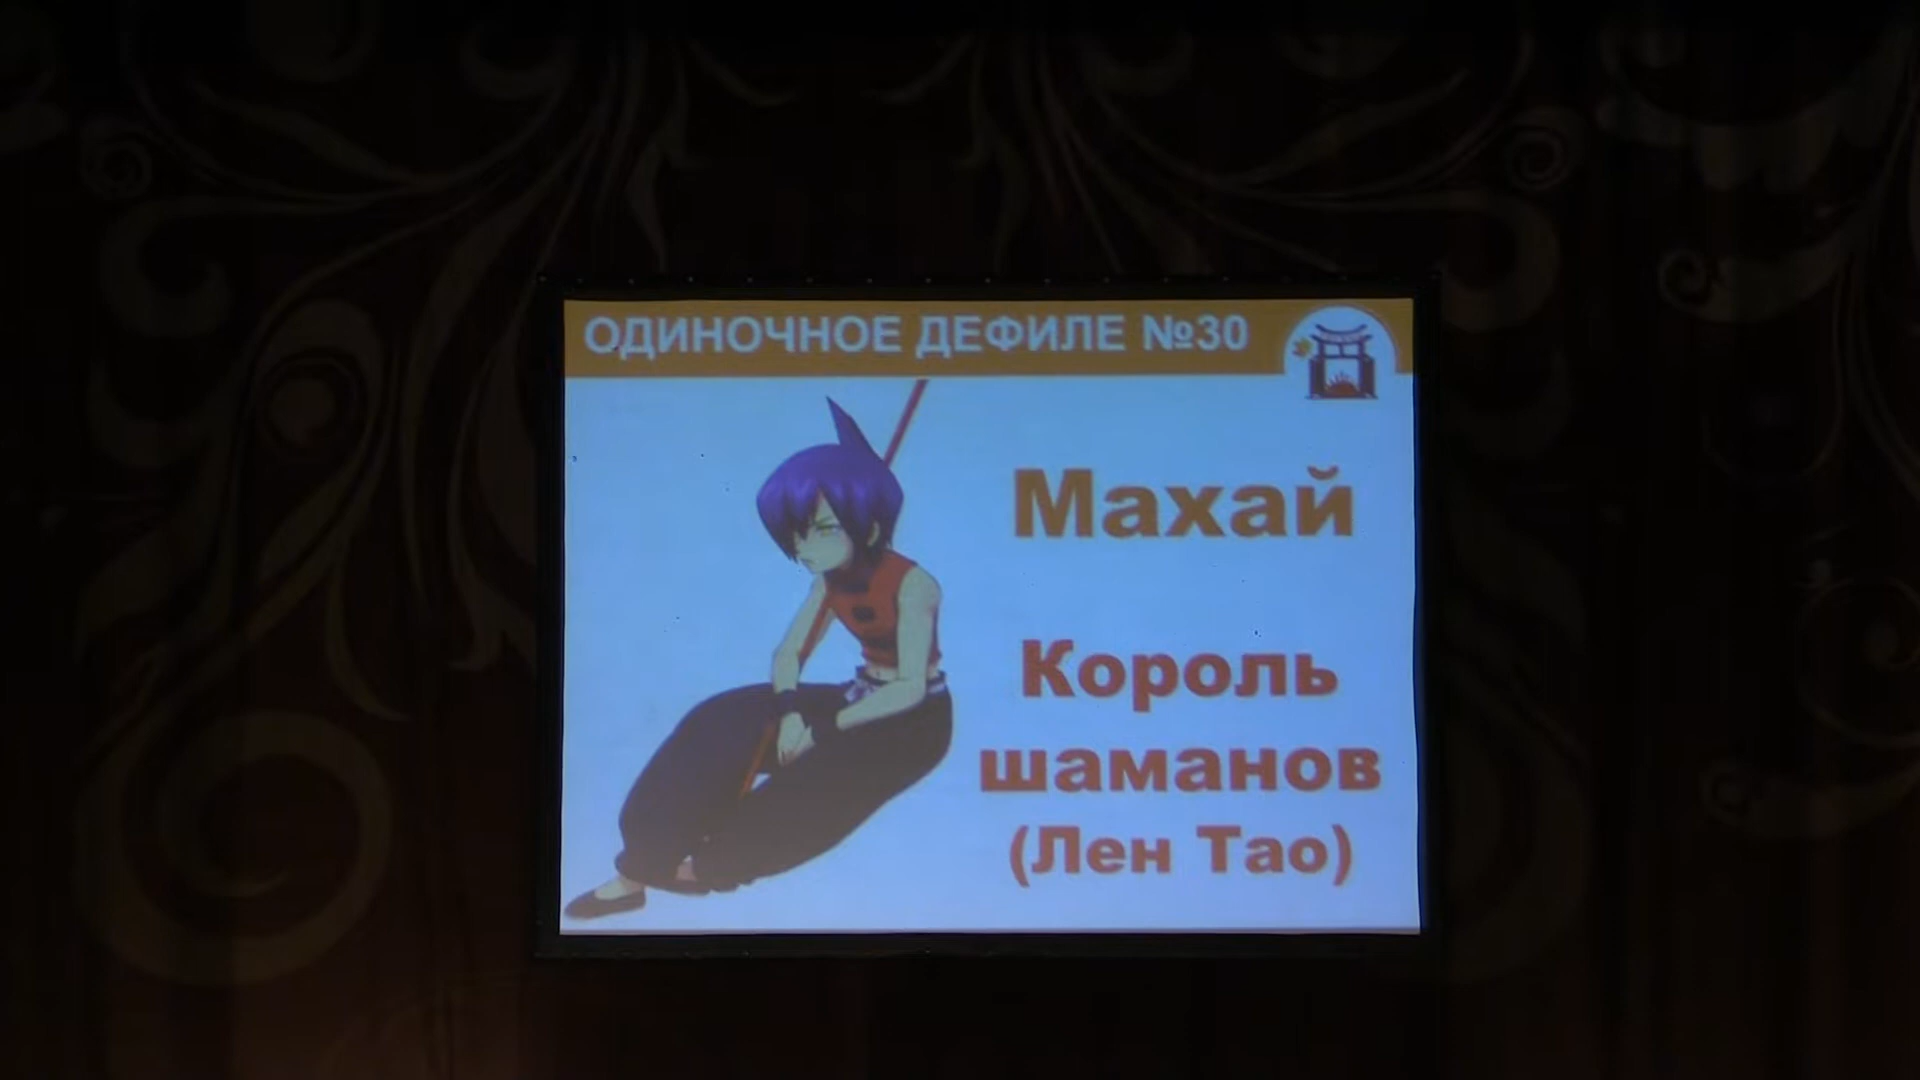 ОДИНОЧНОЕ ДЕФИЛЕ №30
Махай
Король
шаманов
(Лен Тао)